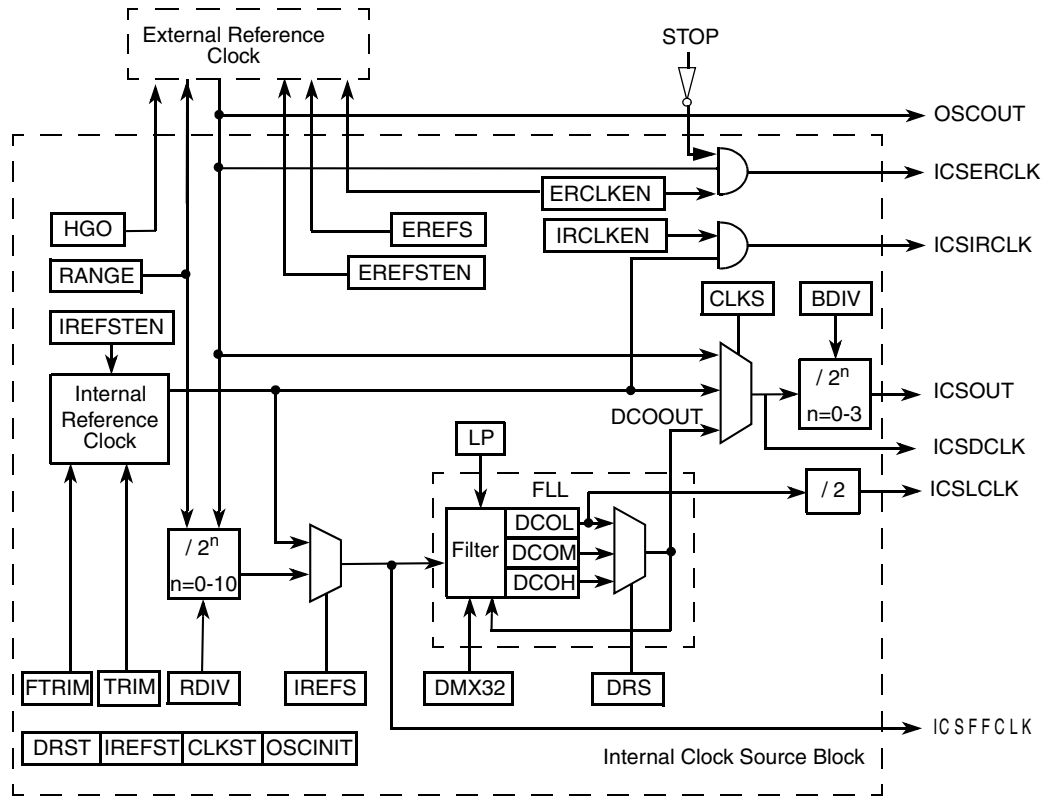 External Reference
Clock
STOP
OSCOUT
ICSERCLK
ERCLKEN
HGO
EREFS
IRCLKEN
ICSIRCLK
RANGE
EREFSTEN
CLKS
BDIV
IREFSTEN
Internal
Reference
Clock
/ 2n
n=0-3
ICSOUT
DCOOUT
LP
ICSDCLK
FLL
/ 2
ICSLCLK
/ 2n
n=0-10
Filter
DCOL
DCOM
DCOH
FTRIM
TRIM
RDIV
IREFS
DMX32
DRS
ICSFFCLK
DRST
IREFST
CLKST
OSCINIT
Internal Clock Source Block